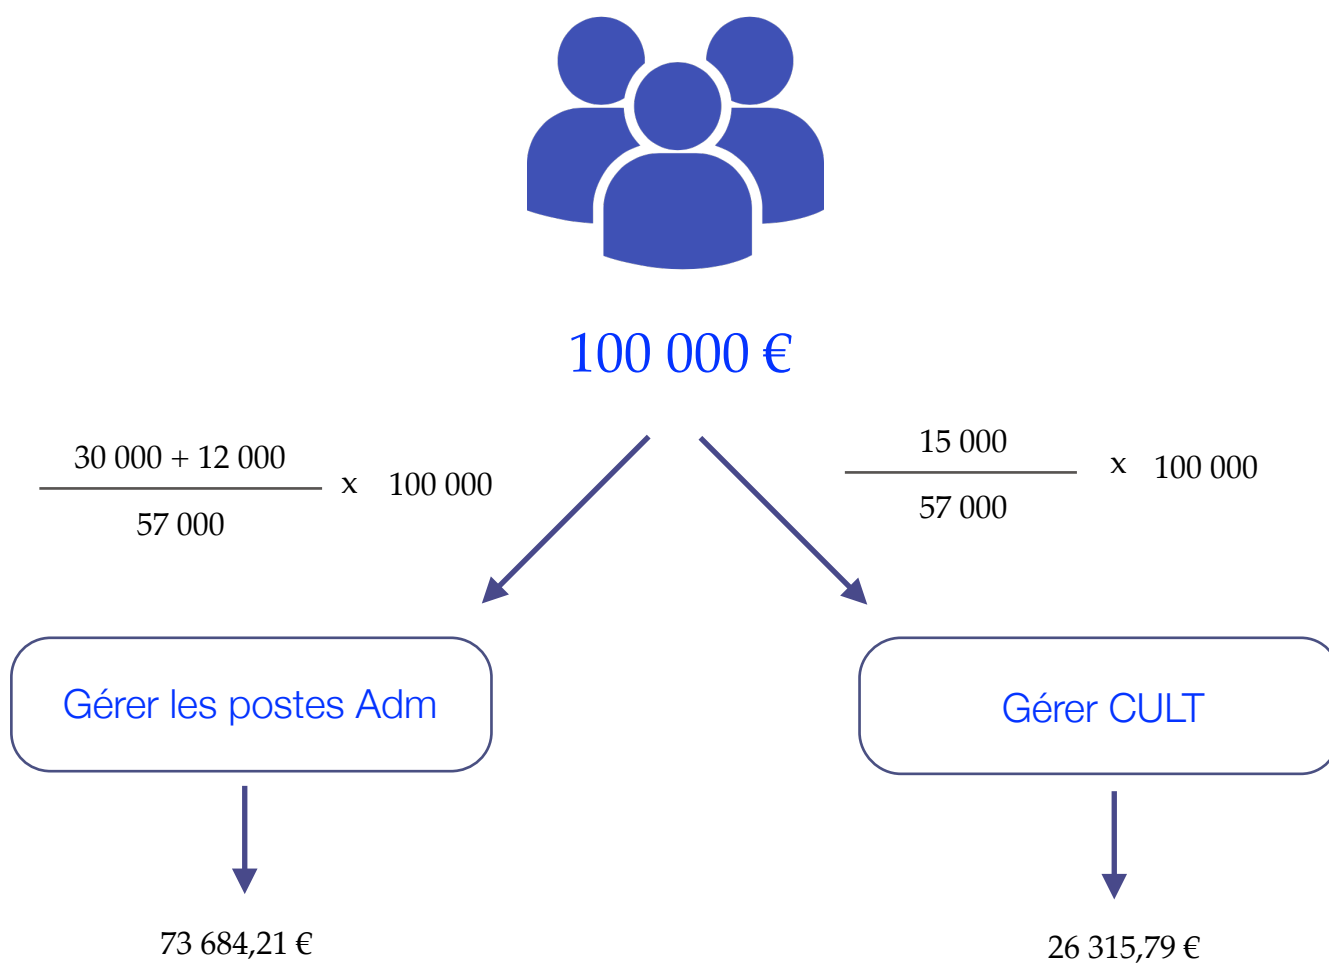 100 000 €
30 000 + 12 000
57 000
x 100 000
15 000
57 000
x 100 000
Gérer les postes Adm
Gérer CULT
73 684,21 €
26 315,79 €